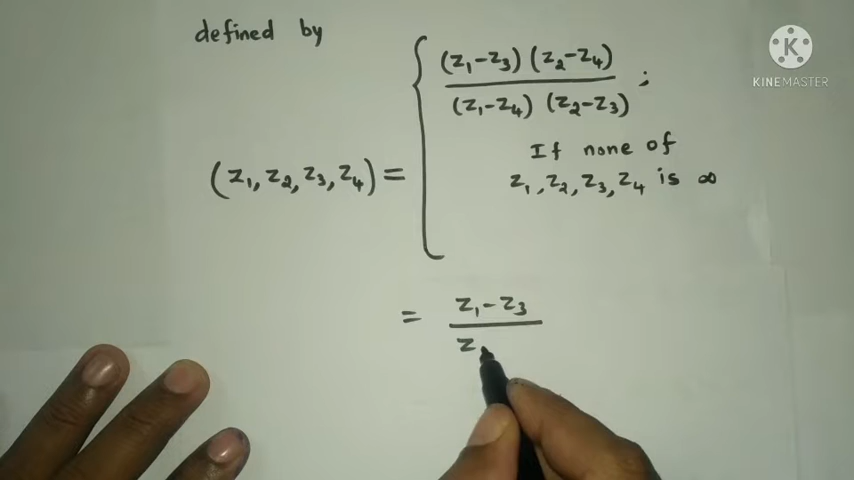 defined by
(z₁-z₃) (z₂-z₄)
(z₁-z₄) (z₂-z₃) ;
If none of
(z₁, z₂, z₃, z₄) =
z₁, z₂, z₃, z₄ is ∞
= z₁-z₃
z
K
KINEMASTER